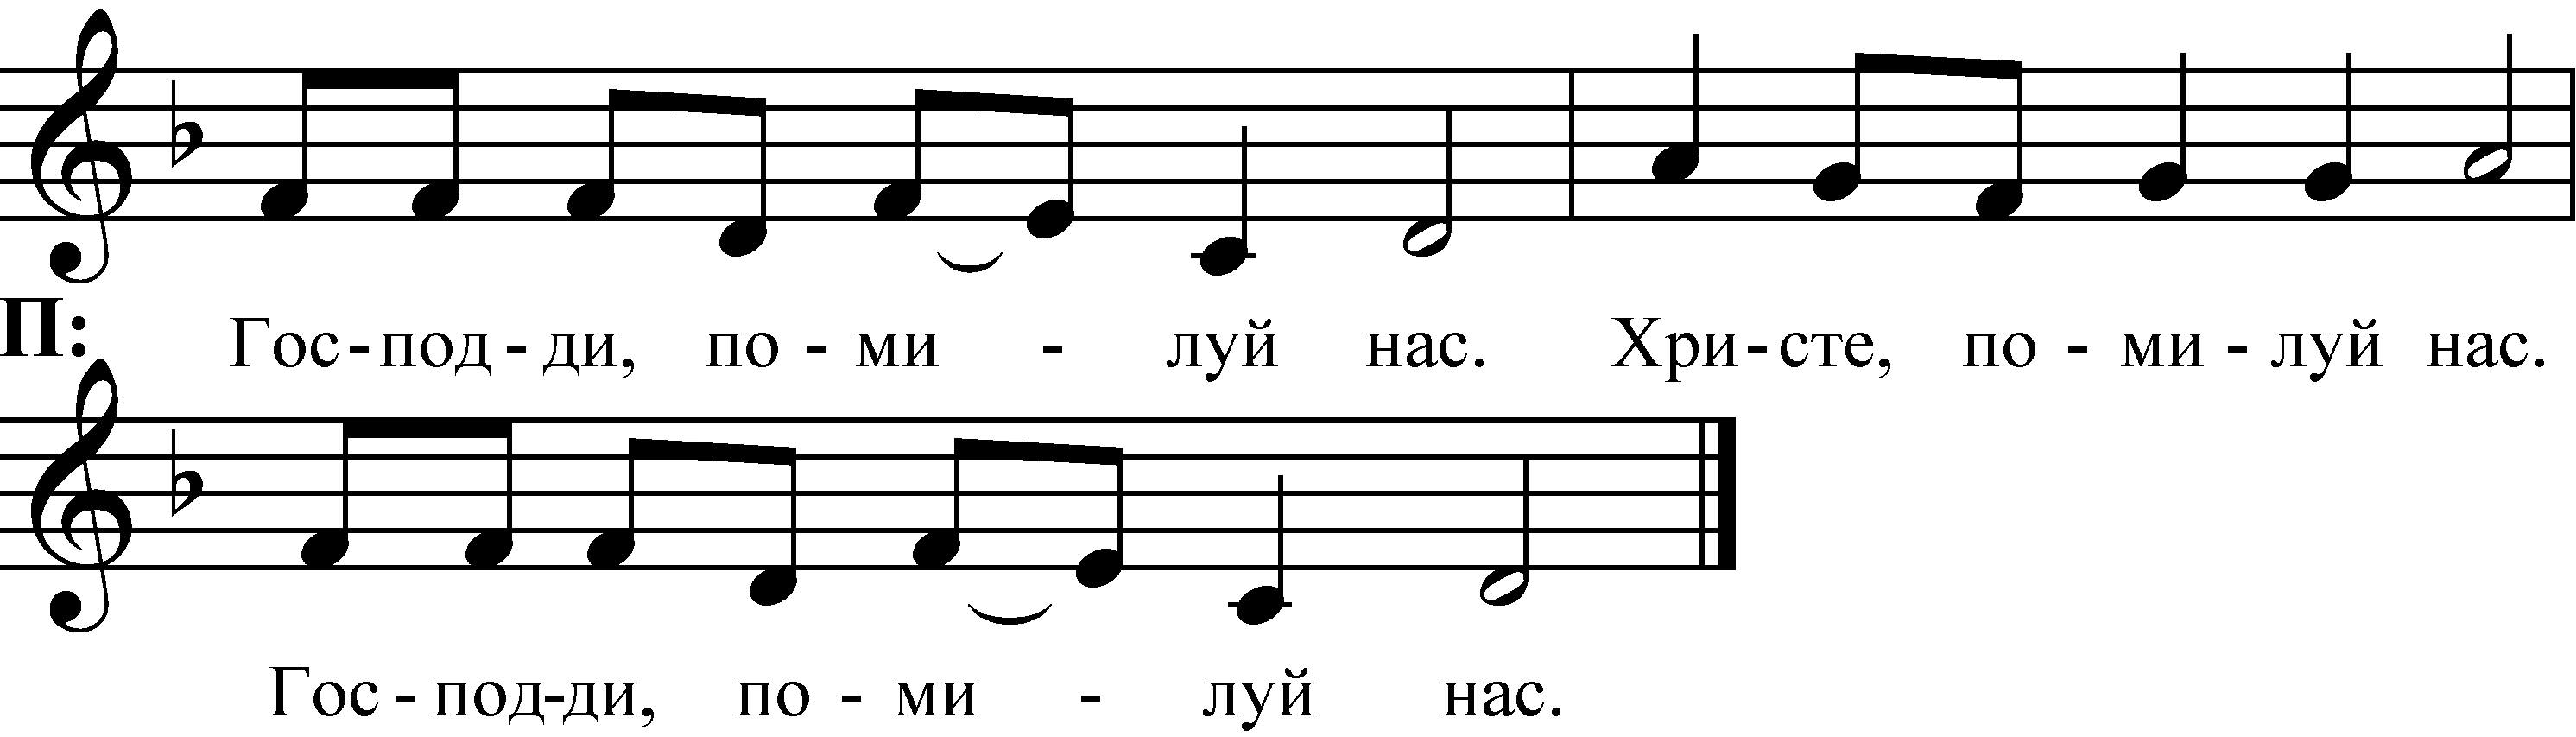 П: Гос-под-ди, по - ми - луй нас. Хри-сте, по - ми - луй нас.
Гос - под-ди, по - ми - луй нас.